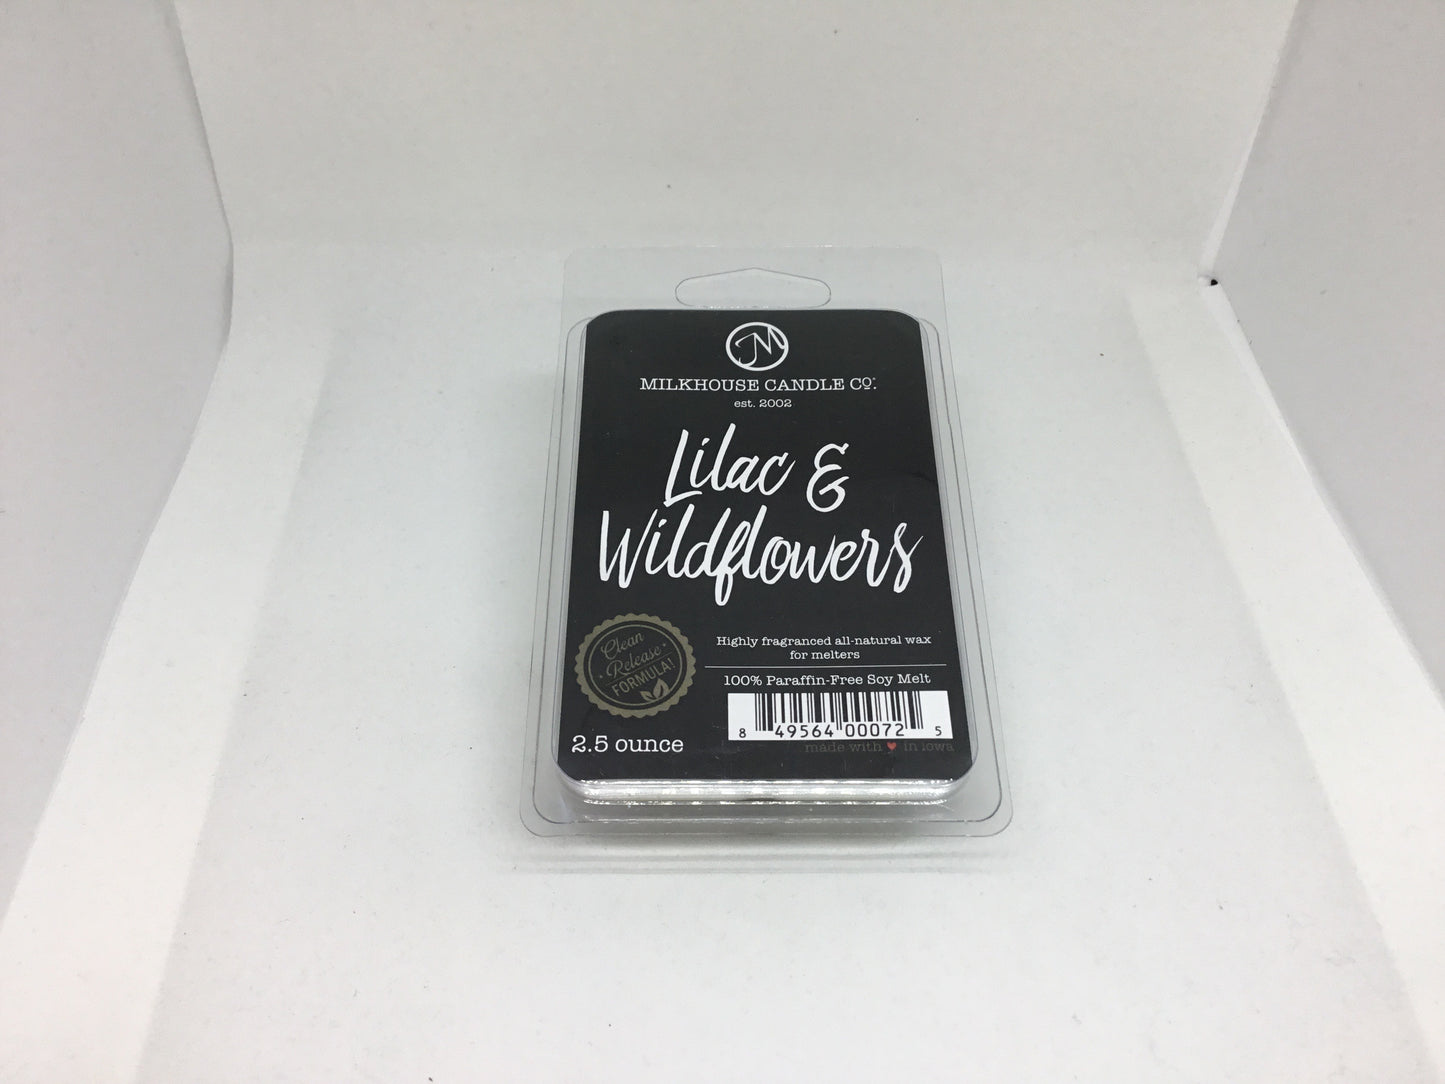 JM
MILKHOUSE CANDLE Co.
est. 2002
Lilac &
Wildflowers
Clean
Release
FORMULA!
Highly fragranced all-natural wax
for melters
100% Paraffin-Free Soy Melt
8 49564 00072 5
2.5 ounce
made with ♥ in iowa